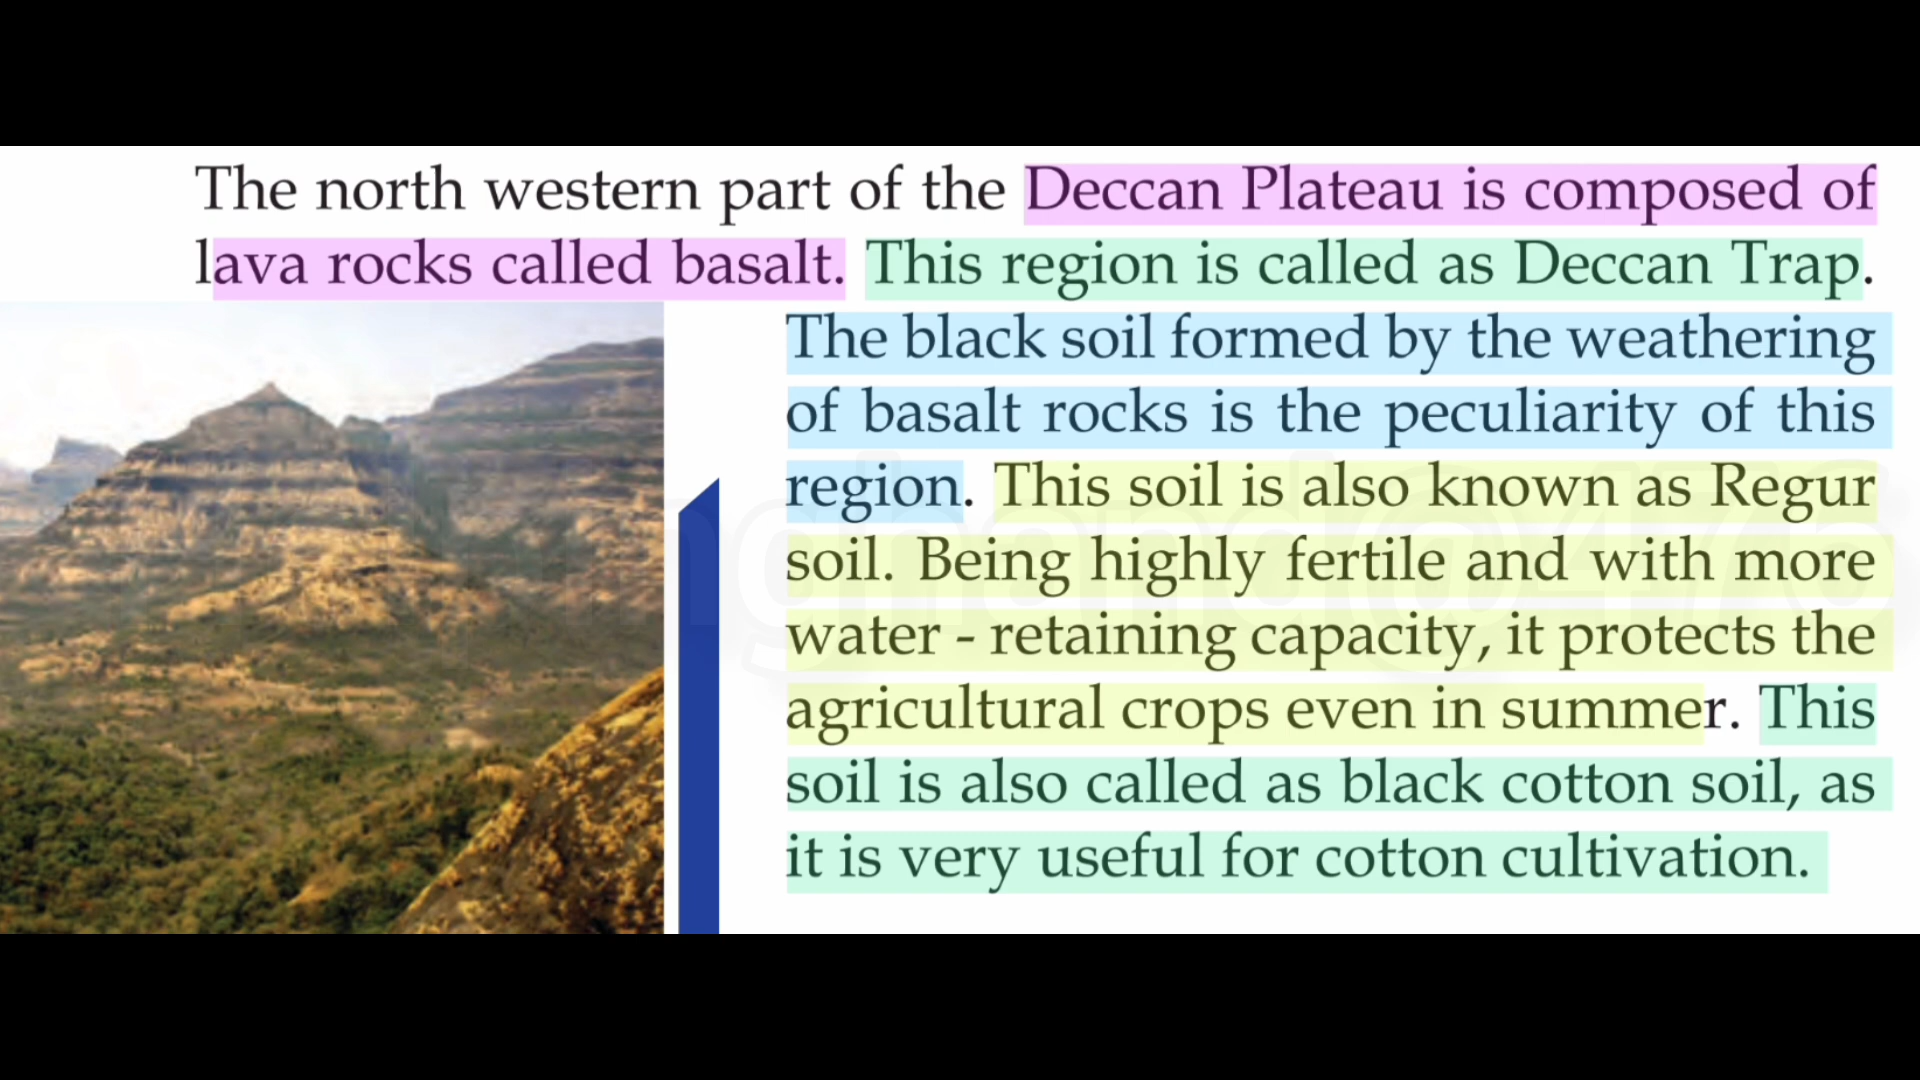 The north western part of the Deccan Plateau is composed of
lava rocks called basalt. This region is called as Deccan Trap.
The black soil formed by the weathering
of basalt rocks is the peculiarity of this
region. This soil is also known as Regur
soil. Being highly fertile and with more
water - retaining capacity, it protects the
agricultural crops even in summer. This
soil is also called as black cotton soil, as
it is very useful for cotton cultivation.